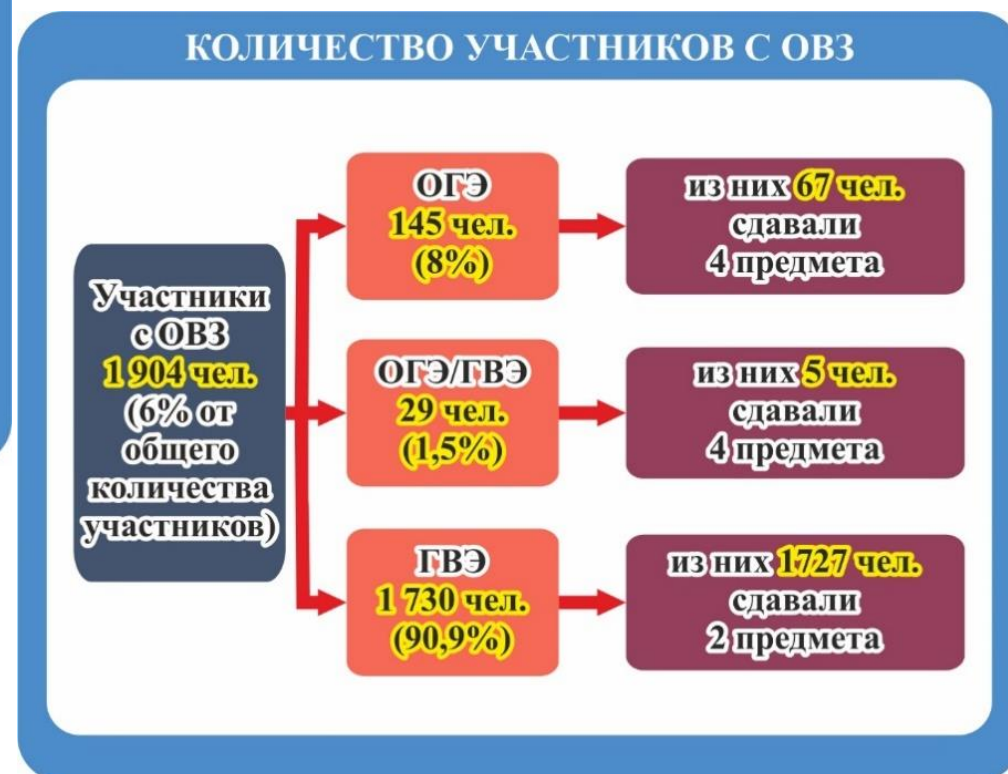 КОЛИЧЕСТВО УЧАСТНИКОВ С ОВЗ
Участники
с ОВЗ
1 904 чел.
(6% от
общего
количества
участников)
ОГЭ
145 чел.
(8%)
из них 67 чел.
сдавали
4 предмета
ОГЭ/ГВЭ
29 чел.
(1,5%)
из них 5 чел.
сдавали
4 предмета
ГВЭ
1 730 чел.
(90,9%)
из них 1727 чел.
сдавали
2 предмета